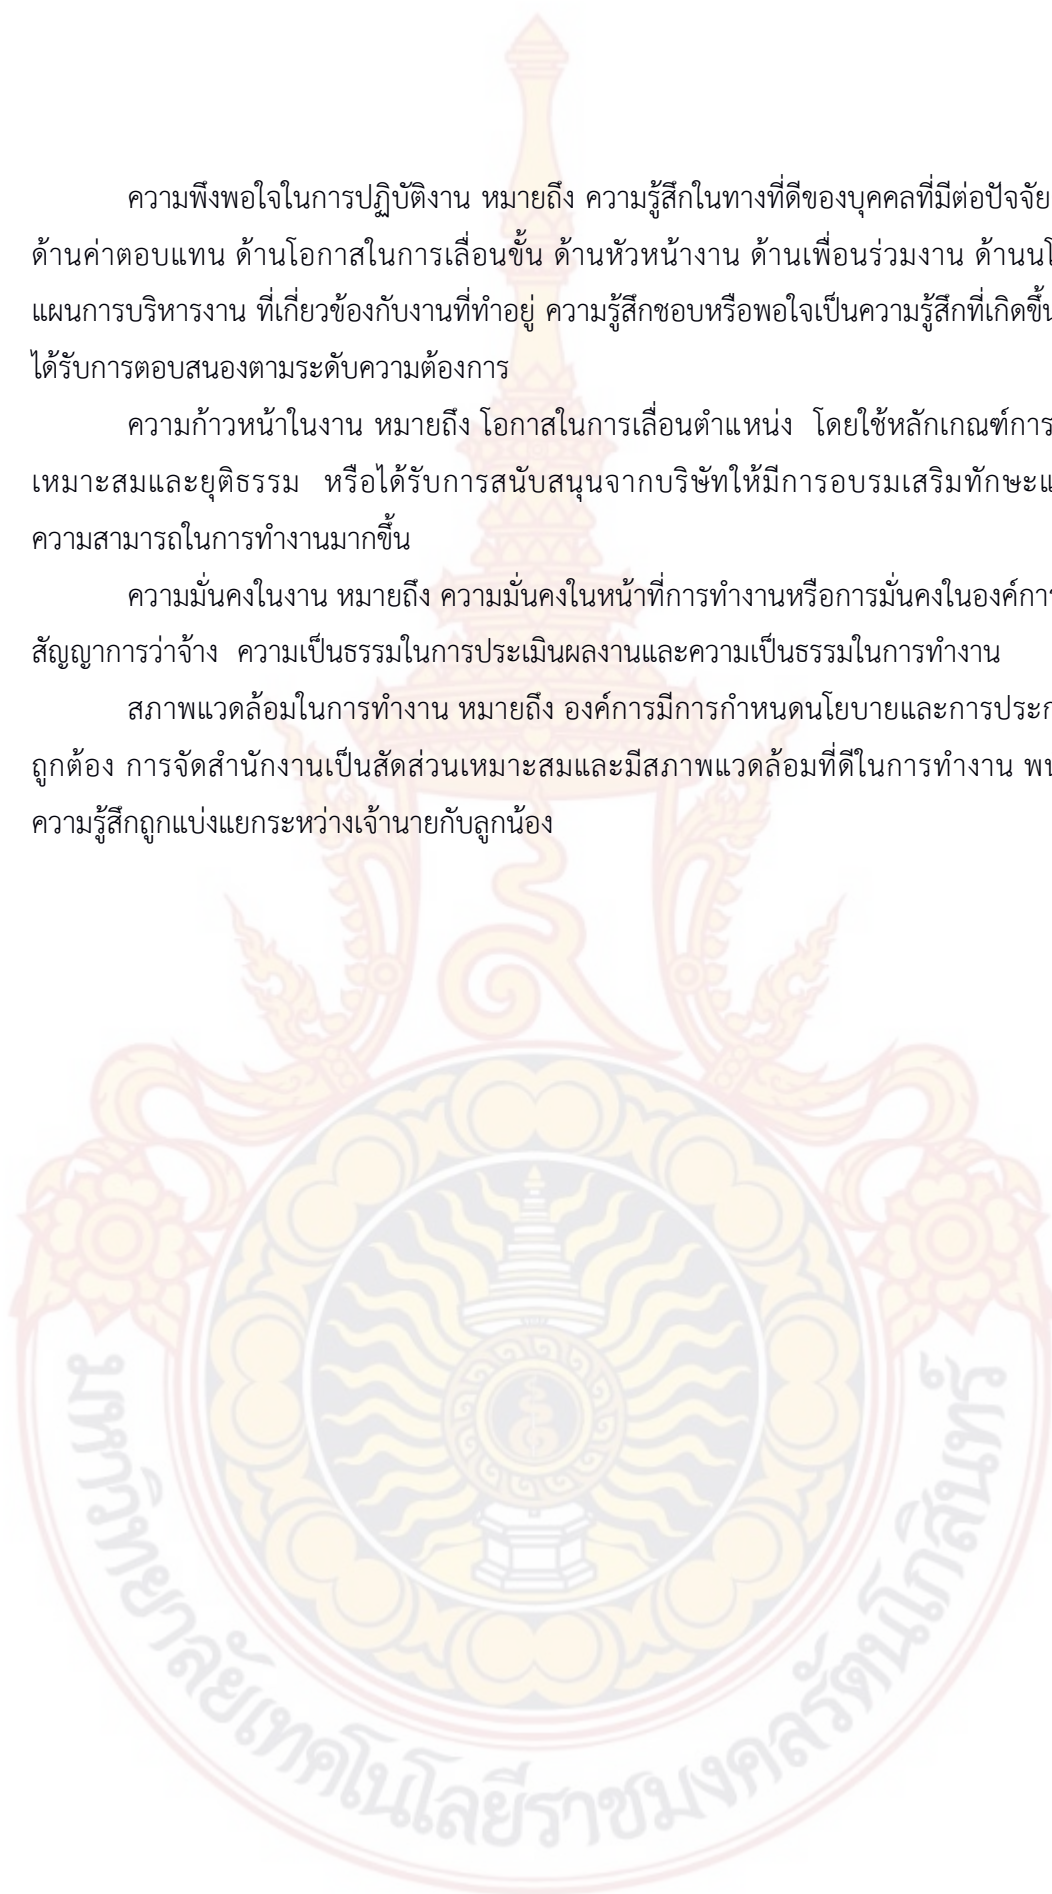 ความพึงพอใจในการปฏิบัติงาน หมายถึง ความรู้สึกในทางที่ดีของบุคคลที่มีต่อปัจจัย
ด้านค่าตอบแทน ด้านโอกาสในการเลื่อนขั้น ด้านหัวหน้างาน ด้านเพื่อนร่วมงาน
แผนการบริหารงาน ที่เกี่ยวข้องกับงานที่ทำอยู่ ความรู้สึกชอบหรือพอใจเป็นความรู้สึกที่เกิดขึ้น
ได้รับการตอบสนองตามระดับความต้องการ
ความก้าวหน้าในงาน หมายถึง โอกาสในการเลื่อนตำแหน่ง โดยใช้หลักเกณฑ์การ
เหมาะสมและยุติธรรม หรือได้รับการสนับสนุนจากบริษัทให้มีการอบรมเสริมทักษะ
ความสามารถในการทำงานมากขึ้น
ความมั่นคงในงาน หมายถึง ความมั่นคงในหน้าที่การทำงานหรือการมั่นคงในองค์การ
สัญญาการว่าจ้าง ความเป็นธรรมในการประเมินผลงานและความเป็นธรรมในการทำงาน
สภาพแวดล้อมในการทำงาน หมายถึง องค์การมีการกำหนดนโยบายและการ
ถูกต้อง การจัดสำนักงานเป็นสัดส่วนเหมาะสมและมีสภาพแวดล้อมที่ดีในการทำงาน
ความรู้สึกถูกแบ่งแยกระหว่างเจ้านายกับลูกน้อง
มหาวิทยาลัยเทคโนโลยีราชมงคลรัตนโกสินทร์